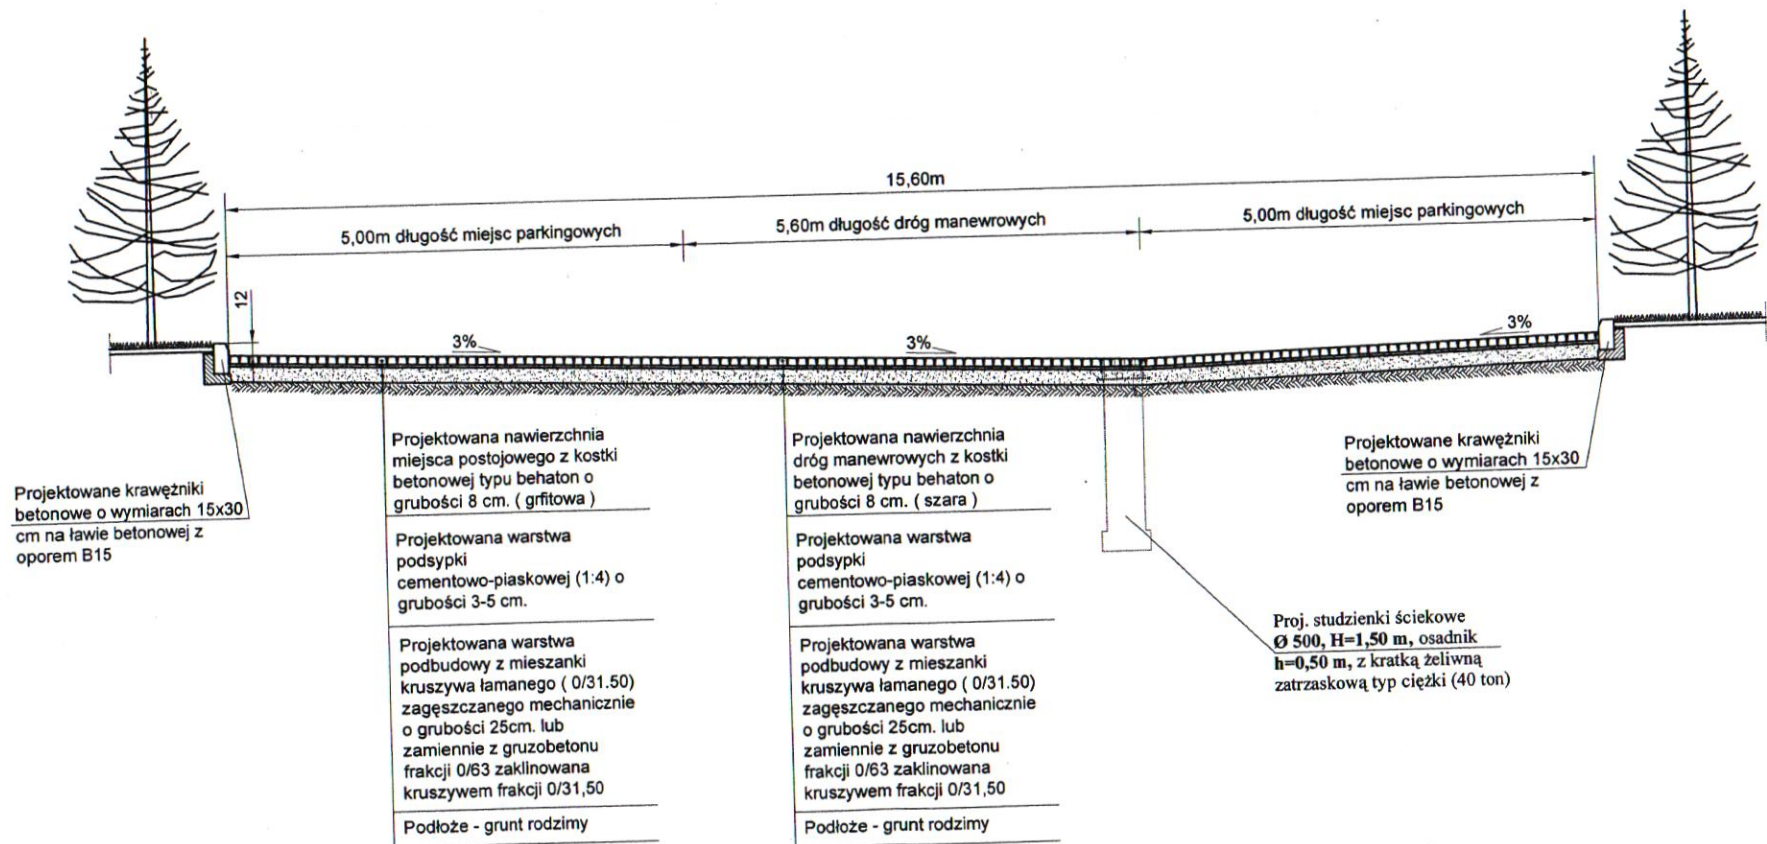 15,60m
5,00m długość miejsc parkingowych
5,60m długość dróg manewrowych
5,00m długość miejsc parkingowych
12
3%
3%
3%
Projektowane krawężniki
betonowe o wymiarach 15x30
cm na ławie betonowej z
oporem B15
Projektowana nawierzchnia
miejsca postojowego z kostki
betonowej typu behaton o
grubości 8 cm. ( grfitowa )
Projektowana warstwa
podsypki
cementowo-piaskowej (1:4) o
grubości 3-5 cm.
Projektowana warstwa
podbudowy z mieszanki
kruszywa łamanego ( 0/31.50)
zagęszczanego mechanicznie
o grubości 25cm. lub
zamiennie z gruzobetonu
frakcji 0/63 zaklinowana
kruszywem frakcji 0/31,50
Podłoże - grunt rodzimy
Projektowana nawierzchnia
dróg manewrowych z kostki
betonowej typu behaton o
grubości 8 cm. ( szara )
Projektowana warstwa
podsypki
cementowo-piaskowej (1:4) o
grubości 3-5 cm.
Projektowana warstwa
podbudowy z mieszanki
kruszywa łamanego ( 0/31.50)
zagęszczanego mechanicznie
o grubości 25cm. lub
zamiennie z gruzobetonu
frakcji 0/63 zaklinowana
kruszywem frakcji 0/31,50
Podłoże - grunt rodzimy
Projektowane krawężniki
betonowe o wymiarach 15x30
cm na ławie betonowej z
oporem B15
Proj. studzienki ściekowe
Ø 500, H=1,50 m, osadnik
h=0,50 m, z kratką żeliwną
zatrzaskową typ ciężki (40 ton)